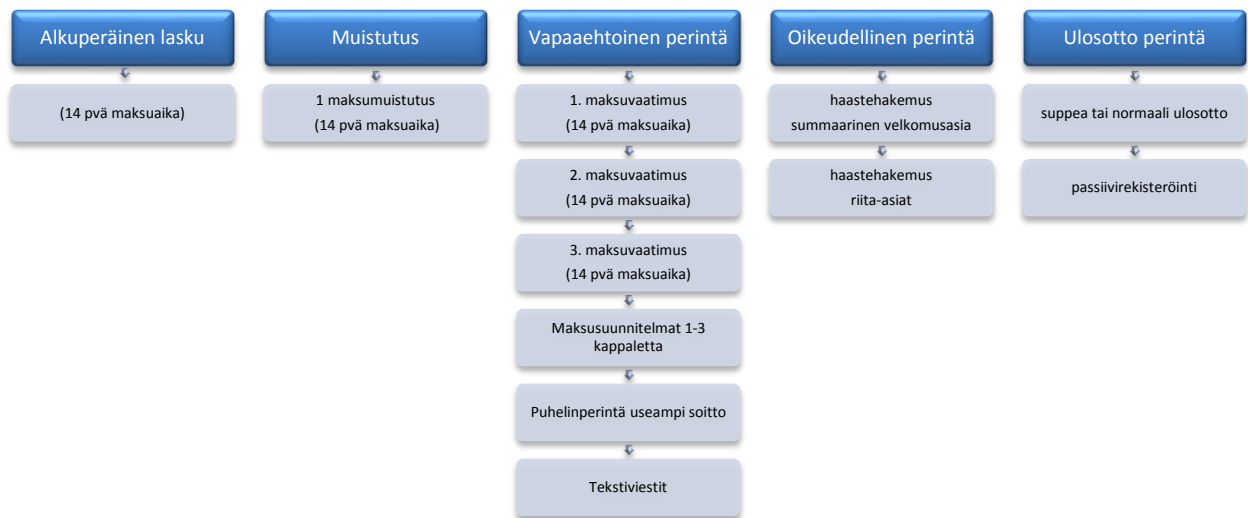 Alkuperäinen lasku
(14 pvä maksuaika)
Muistutus
1 maksumuistutus
(14 pvä maksuaika)
Vapaaehtoinen perintä
1. maksuvaatimus
(14 pvä maksuaika)
2. maksuvaatimus
(14 pvä maksuaika)
3. maksuvaatimus
(14 pvä maksuaika)
Maksusuunnitelmat 1-3
kappaletta
Puhelinperintä useampi soitto
Tekstiviestit
Oikeudellinen perintä
haastehakemus
summaarinen velkomusasia
haastehakemus
riita-asiat
Ulosotto perintä
suppea tai normaali ulosotto
passiivirekisteröinti